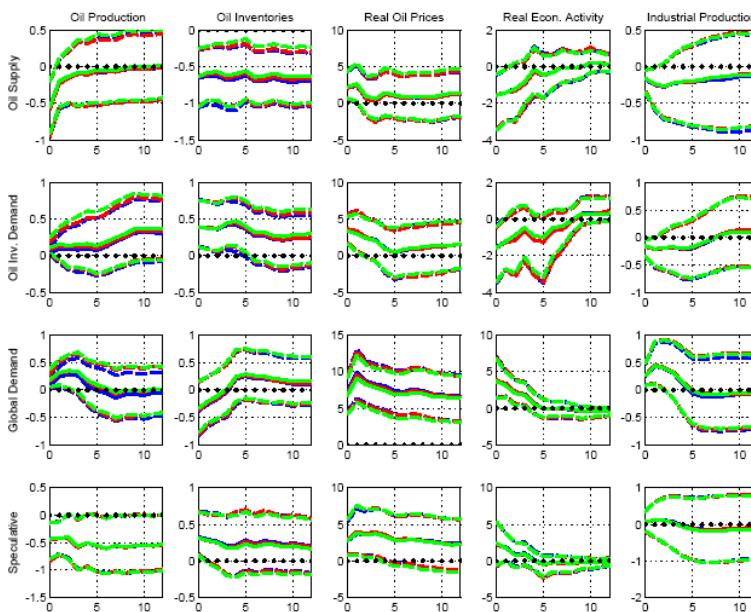 Oil Production Oil Inventories Real Oil Prices Real Econ. Activity Industrial Production
Oil Supply
0.5 0 -0.5 -1
0 5 10
0 -0.5 -1 -1.5
0 5 10
10 5 0 -5
0 5 10
2 0 -2 -4
0 5 10
0.5 0 -0.5 -1
0 5 10
Oil Inv. Demand
1 0.5 0 -0.5
0 5 10
1 0.5 0 -0.5
0 5 10
10 5 0 -5
0 5 10
2 0 -2 -4
0 5 10
1 0.5 0 -0.5 -1
0 5 10
Global Demand
1 0.5 0 -0.5 -1
0 5 10
1 0.5 0 -0.5 -1
0 5 10
15 10 5 0
0 5 10
10 5 0 -5
0 5 10
1 0.5 0 -0.5 -1
0 5 10
Speculative
0.5 0 -0.5 -1 -1.5
0 5 10
1 0.5 0 -0.5
0 5 10
10 5 0 -5
0 5 10
10 5 0 -5
0 5 10
1 0 -1 -2
0 5 10